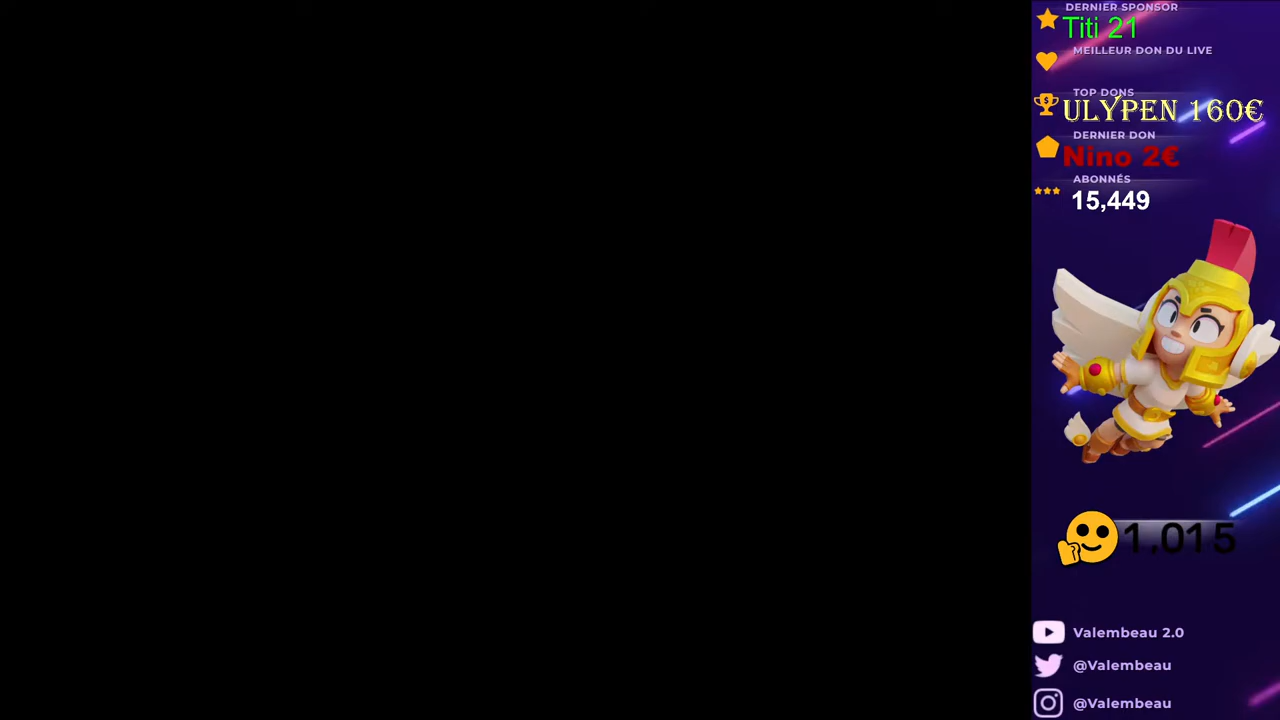 DERNIER SPONSOR
Titi 21
MEILLEUR DON DU LIVE
TOP DONS
ULYPEN 160€
DERNIER DON
Nino 2€
ABONNÉS
15,449
1,015
Valembeau 2.0
@Valembeau
@Valembeau